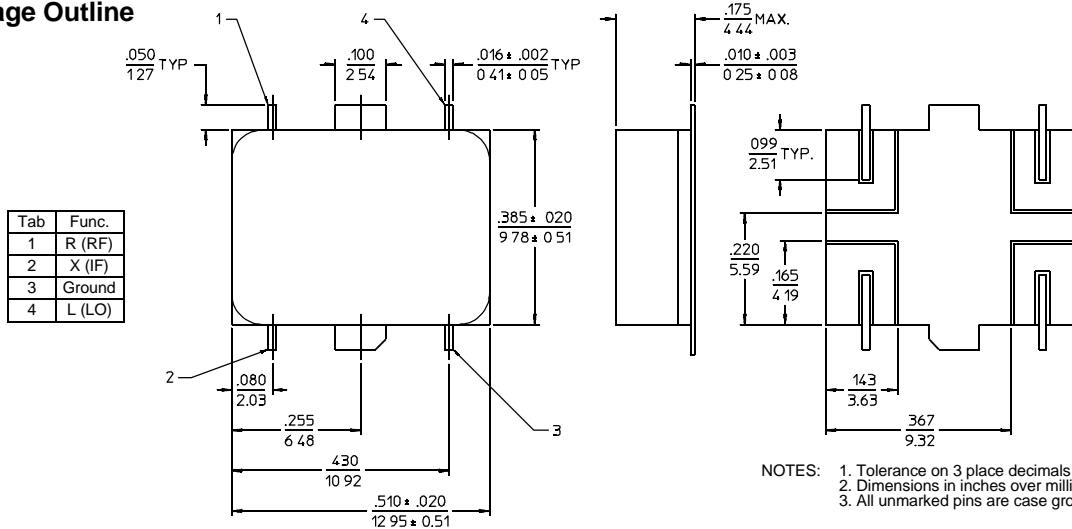 age Outline
1
4
.175 MAX.
4 44
.050 TYP
1 27
.100
2 54
.016 ± .002 TYP
0 41 ± 0 05
.010 ± .003
0 25 ± 0 08
.099 TYP.
2.51
.385 ± 020
9 78 ± 0 51
Tab Func.
1 R (RF)
2 X (IF)
3 Ground
4 L (LO)
.220
5.59
.165
4 19
2
.080
2.03
3
.255
6 48
143
3.63
430
10 92
367
9.32
.510 ± .020
12 95 ± 0.51
NOTES: 1. Tolerance on 3 place decimals
2. Dimensions in inches over milli
3. All unmarked pins are case gro